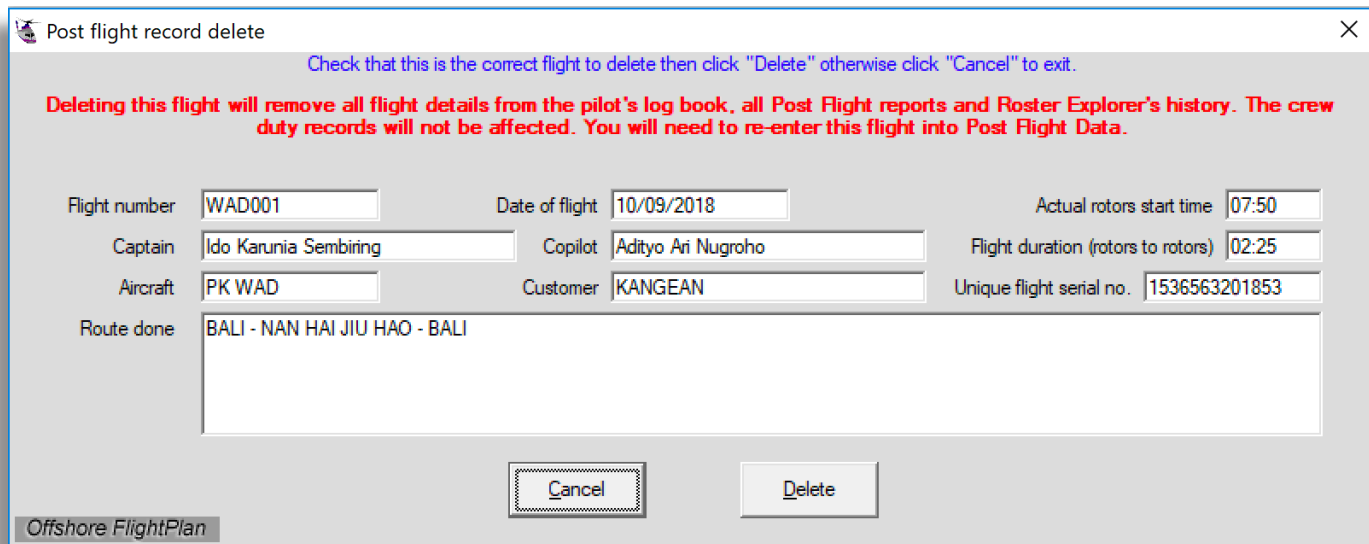 Post flight record delete
Check that this is the correct flight to delete then click "Delete" otherwise click "Cancel" to exit.
Deleting this flight will remove all flight details from the pilot's log book, all Post Flight reports and Roster Explorer's history. The crew
duty records will not be affected. You will need to re-enter this flight into Post Flight Data.
Flight number WAD001 Date of flight 10/09/2018 Actual rotors start time 07:50
Captain Ido Karunia Sembiring Copilot Adityo Ari Nugroho Flight duration (rotors to rotors) 02:25
Aircraft PK WAD Customer KANGEAN Unique flight serial no. 1536563201853
Route done BALI - NAN HAI JIU HAO - BALI
Cancel Delete
Offshore FlightPlan